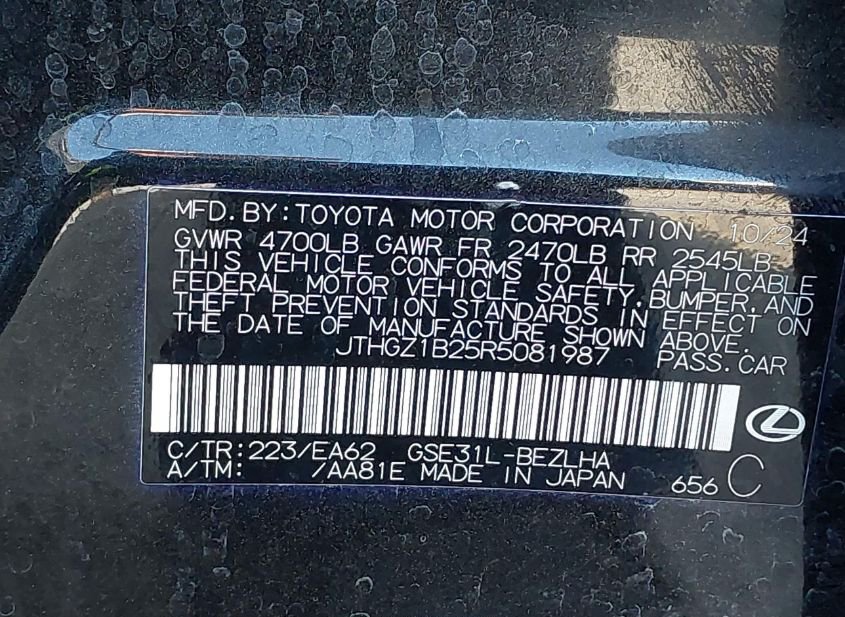 MFD.BY:TOYOTA MOTOR CORPORATION 10/24
GVWR 4700LB GAWR FR 2470LB RR 2545LB
THIS VEHICLE CONFORMS TO ALL APPLICABLE
FEDERAL MOTOR VEHICLE SAFETY,BUMPER,AND
THEFT PREVENTION STANDARDS IN EFFECT ON
THE DATE OF MANUFACTURE SHOWN ABOVE.
JTHGZ1B25R5081987 PASS.CAR
C/TR:223/EA62 GSE31L-BEZLHA
A/TM: /AA81E MADE IN JAPAN 656 C